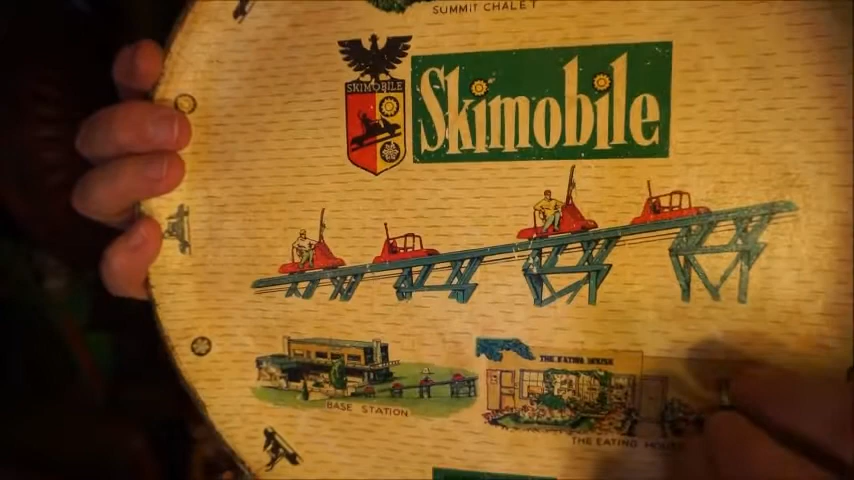 SUMMIT CHALET
SKIMOBILE
Skimobile
THE EATING HOUSE
BASE STATION
THE EATING HOUSE